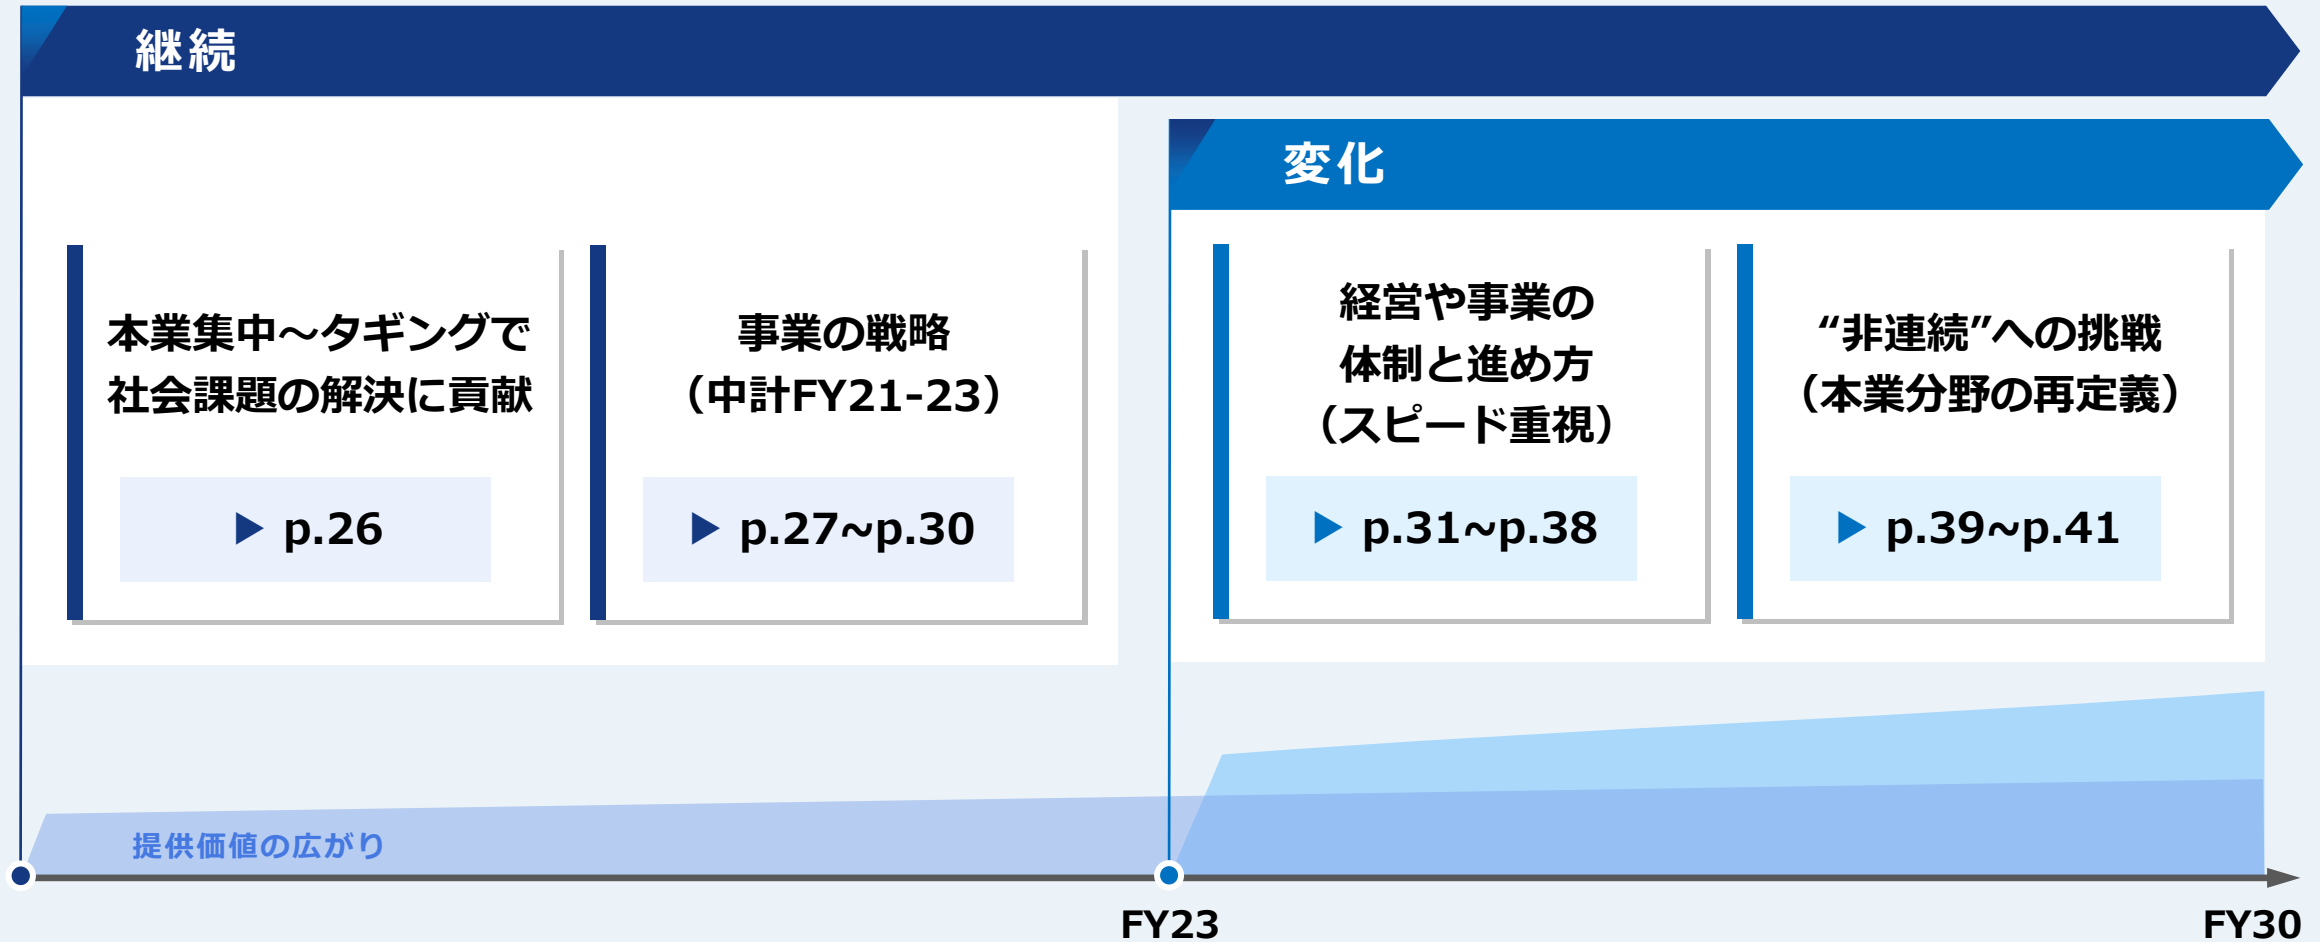 継続
変化
本業集中～タギングで
社会課題の解決に貢献
▶ p.26
事業の戦略
（中計FY21-23）
▶ p.27~p.30
経営や事業の
体制と進め方
（スピード重視）
▶ p.31~p.38
“非連続”への挑戦
（本業分野の再定義）
▶ p.39~p.41
提供価値の広がり
FY23
FY30